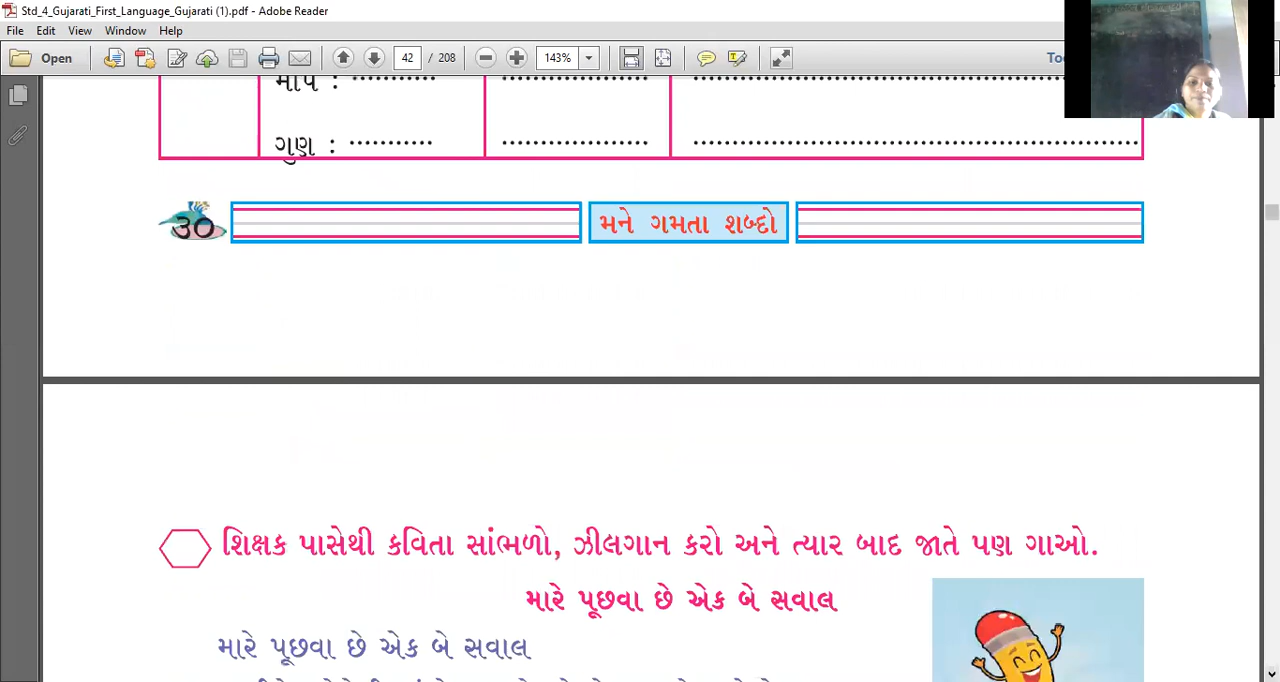 Std_4_Gujarati_First_Language_Gujarati (1).pdf - Adobe Reader
File Edit View Window Help
Open 42 / 208 143%
માપ : ........... .................. ..................................................
ગુણ : ........... .................. ..................................................
૩૦ મને ગમતા શબ્દો
શિક્ષક પાસેથી કવિતા સાંભળો, ઝીલગાન કરો અને ત્યાર બાદ જાતે પણ ગાઓ.
મારે પૂછવા છે એક બે સવાલ
મારે પૂછવા છે એક બે સવાલ